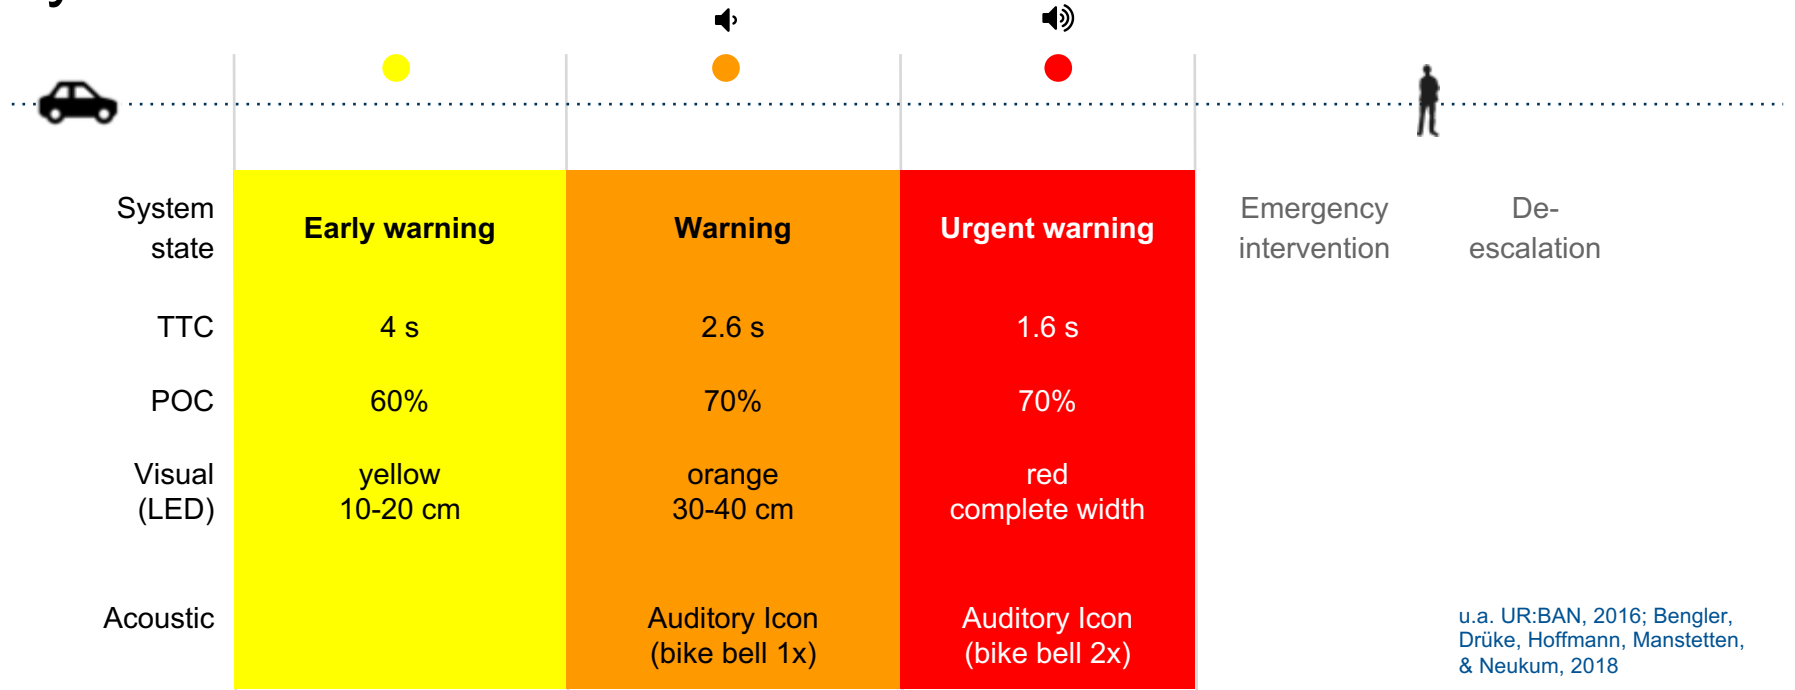 System
state
Early warning
Warning
Urgent warning
Emergency
intervention
De-
escalation
TTC
4 s
2.6 s
1.6 s
POC
60%
70%
70%
Visual
(LED)
yellow
10-20 cm
orange
30-40 cm
red
complete width
Acoustic
Auditory Icon
(bike bell 1x)
Auditory Icon
(bike bell 2x)
u.a. UR:BAN, 2016; Bengler,
Drüke, Hoffmann, Manstetten,
& Neukum, 2018